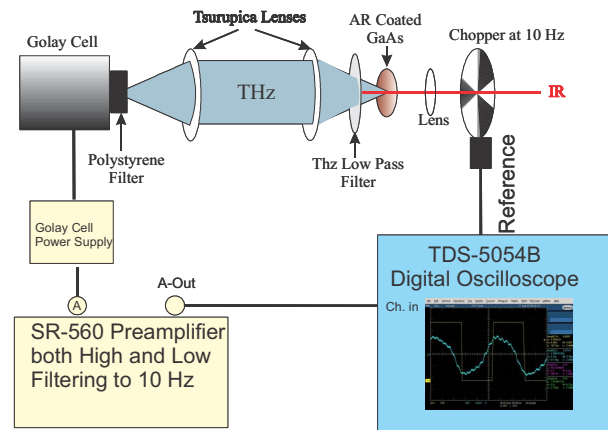 Tsurupica Lenses
Golay Cell
AR Coated
GaAs
Chopper at 10 Hz
THz
IR
Lens
Polystyrene
Filter
Thz Low Pass
Filter
Reference
Golay Cell
Power Supply
A-Out
A
TDS-5054B
Digital Oscilloscope
Ch. in
SR-560 Preamplifier
both High and Low
Filtering to 10 Hz